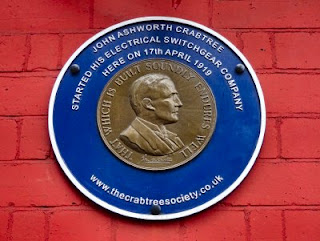 JOHN ASHWORTH CRABTREE
STARTED HIS ELECTRICAL SWITCHGEAR COMPANY
HERE ON 17th APRIL 1919
THAT WHICH IS BUILT SOUNDLY ENDURES WELL
www.thecrabtreesociety.co.uk